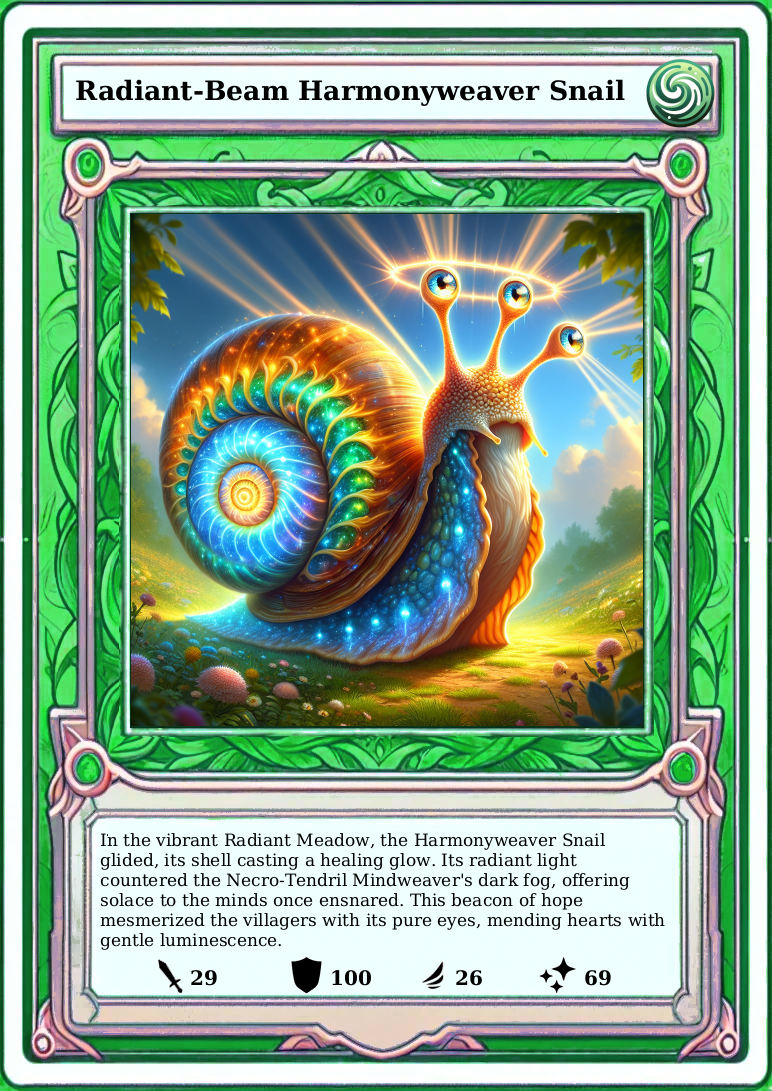 Radiant-Beam Harmonyweaver Snail
In the vibrant Radiant Meadow, the Harmonyweaver Snail
glided, its shell casting a healing glow. Its radiant light
countered the Necro-Tendril Mindweaver's dark fog, offering
solace to the minds once ensnared. This beacon of hope
mesmerized the villagers with its pure eyes, mending hearts with
gentle luminescence.
29 100 26 69